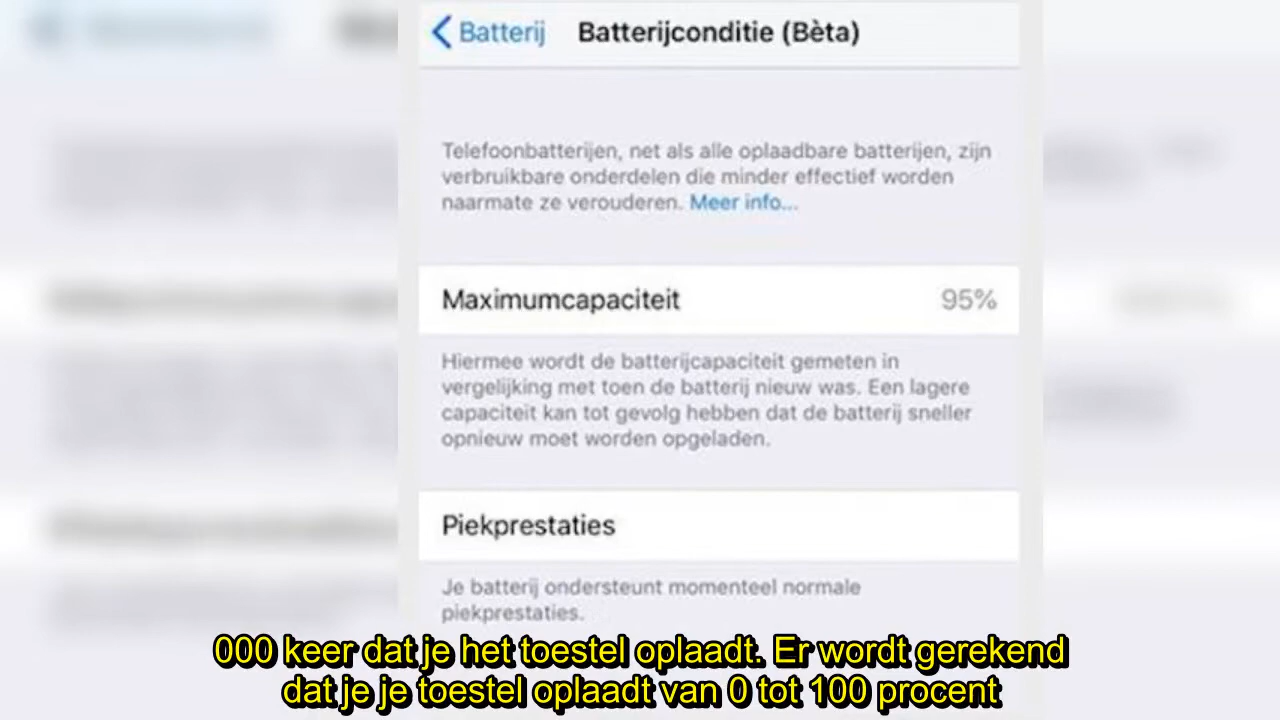 Batterij Batterijconditie (Bèta)
Telefoonbatterijen, net als alle oplaadbare batterijen, zijn
verbruikbare onderdelen die minder effectief worden
naarmate ze verouderen. Meer info...
Maximumcapaciteit 95%
Hiermee wordt de batterijcapaciteit gemeten in
vergelijking met toen de batterij nieuw was. Een lagere
capaciteit kan tot gevolg hebben dat de batterij sneller
opnieuw moet worden opgeladen.
Piekprestaties
Je batterij ondersteunt momenteel normale
piekprestaties.
000 keer dat je het toestel oplaadt. Er wordt gerekend
dat je je toestel oplaadt van 0 tot 100 procent